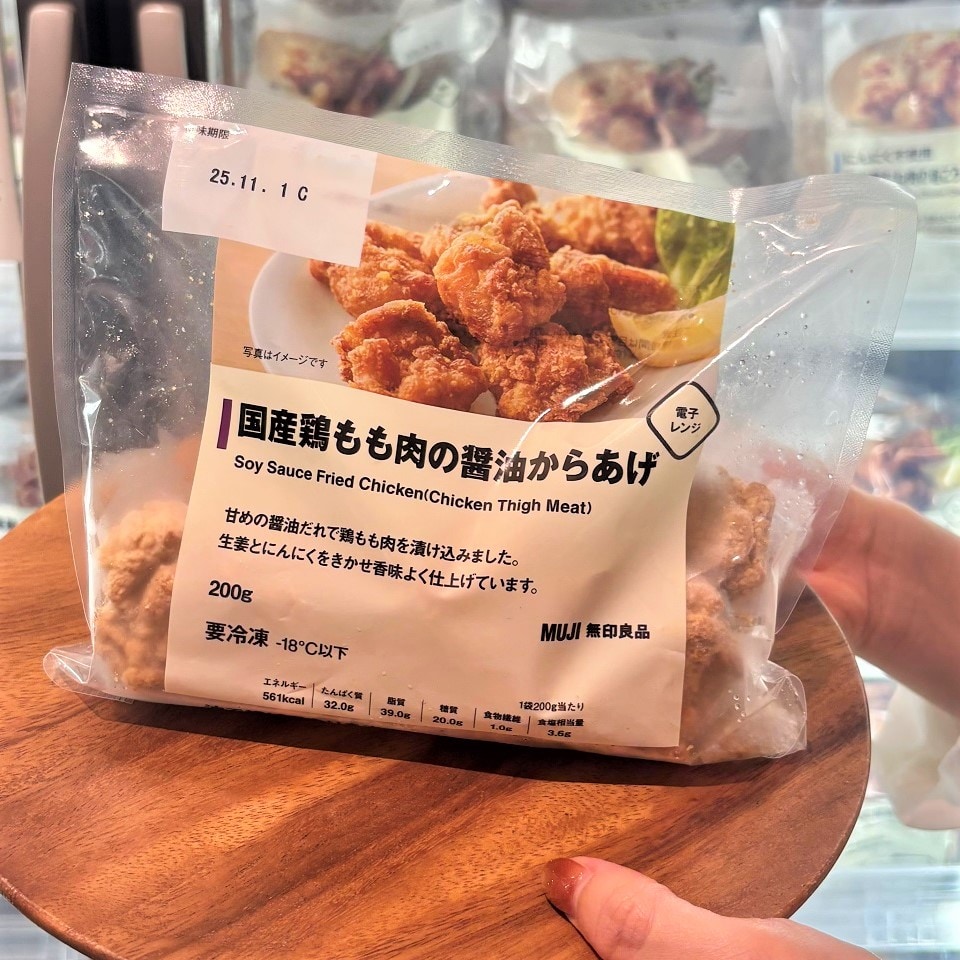 味期限
25.11. 1 C
写真はイメージです
電子
レンジ
国産鶏もも肉の醤油からあげ
Soy Sauce Fried Chicken(Chicken Thigh Meat)
甘めの醤油だれで鶏もも肉を漬け込みました。
生姜とにんにくをきかせ香味よく仕上げています。
200g
要冷凍 -18℃以下
MUJI 無印良品
1袋200g当たり
エネルギー 561kcal
たんぱく質 32.0g
脂質 39.0g
糖質 20.0g
食物繊維 1.0g
食塩相当量 3.6g